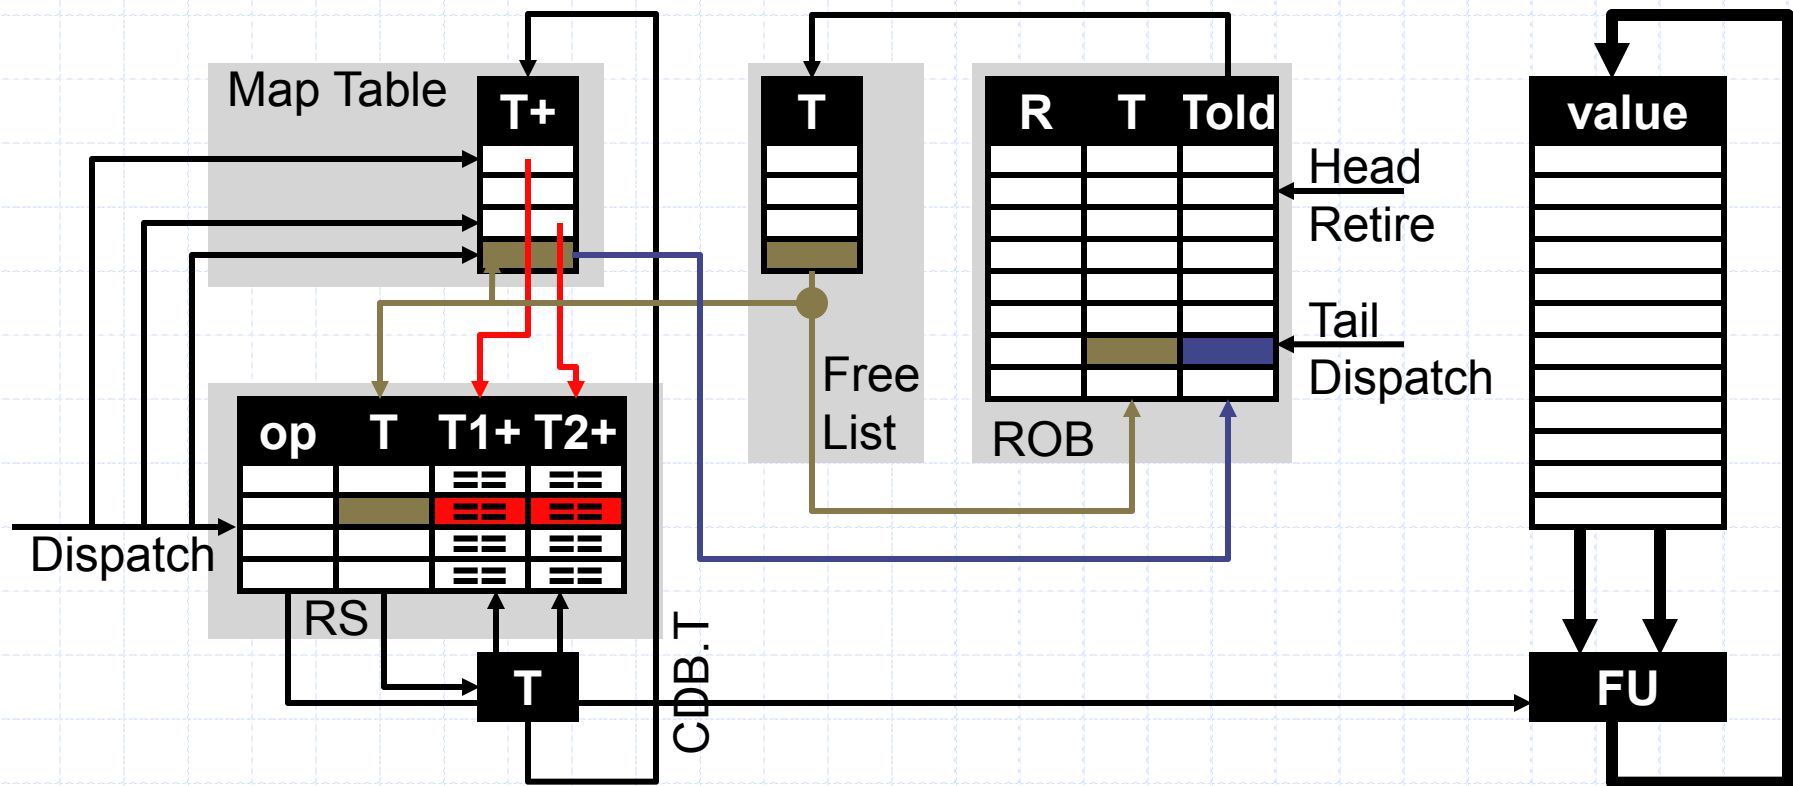 Map Table
T+
T
R T Told
value
Head
Retire
Tail
Dispatch
Free
List
ROB
op T T1+ T2+
== ==
== ==
== ==
== ==
== ==
== ==
== ==
== ==
Dispatch
RS
T
CDB.T
FU